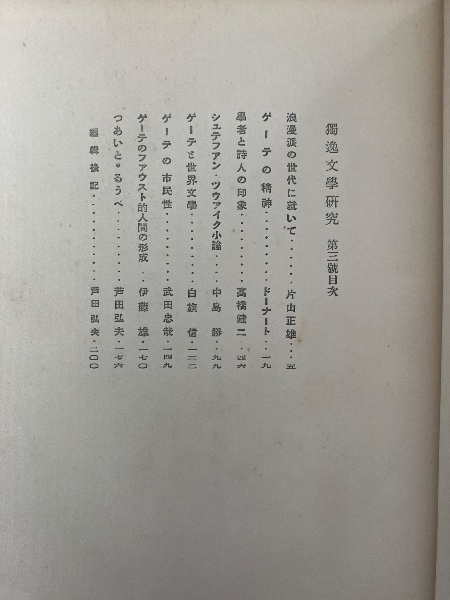 獨逸文學研究 第三號目次
浪漫派の世代に就いて......片山正雄...五
ゲーテの精神.........ドーナート..一九
學者と詩人の印象.......高橋健二..四六
シュテファン・ツヴァイク小論....中島勝..九九
ゲーテと世界文學.......白旗信.一二二
ゲーテの市民性.........武田忠哉.一四九
ゲーテのファウスト的人間の形成..伊藤雄.一七〇
つあいと・るうべ........芦田弘夫.一七六
編輯後記...........芦田弘夫.二〇〇